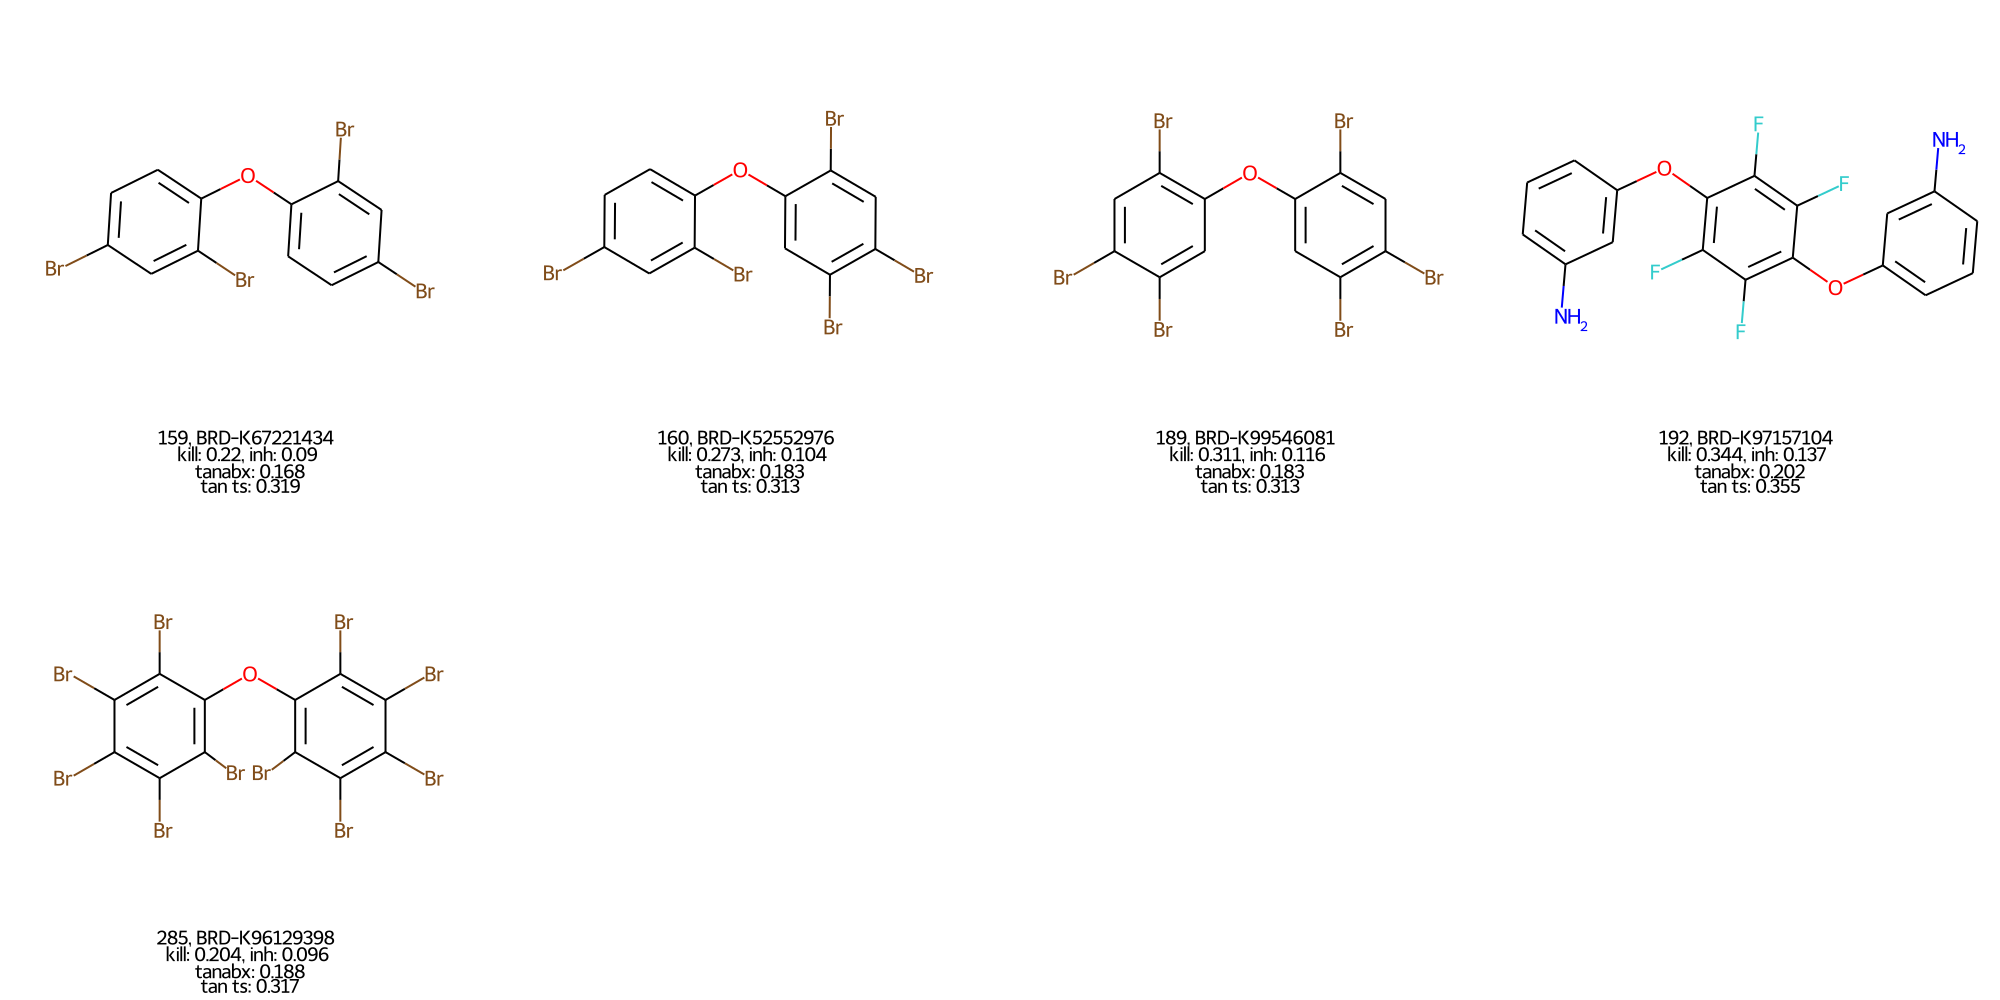 Br
O
Br
Br
Br
Br
O
Br
Br
Br
Br
Br
Br
O
Br
Br
Br
Br
Br
F
O
F
NH2
F
O
NH2
F
159, BRD-K67221434
kill: 0.22, inh: 0.09
tanabx: 0.168
tan ts: 0.319
160, BRD-K52552976
kill: 0.273, inh: 0.104
tanabx: 0.183
tan ts: 0.313
189, BRD-K99546081
kill: 0.311, inh: 0.116
tanabx: 0.183
tan ts: 0.313
192, BRD-K97157104
kill: 0.344, inh: 0.137
tanabx: 0.202
tan ts: 0.355
Br
Br
Br
O
Br
Br
Br
Br
Br
Br
Br
Br
285, BRD-K96129398
kill: 0.204, inh: 0.096
tanabx: 0.188
tan ts: 0.317